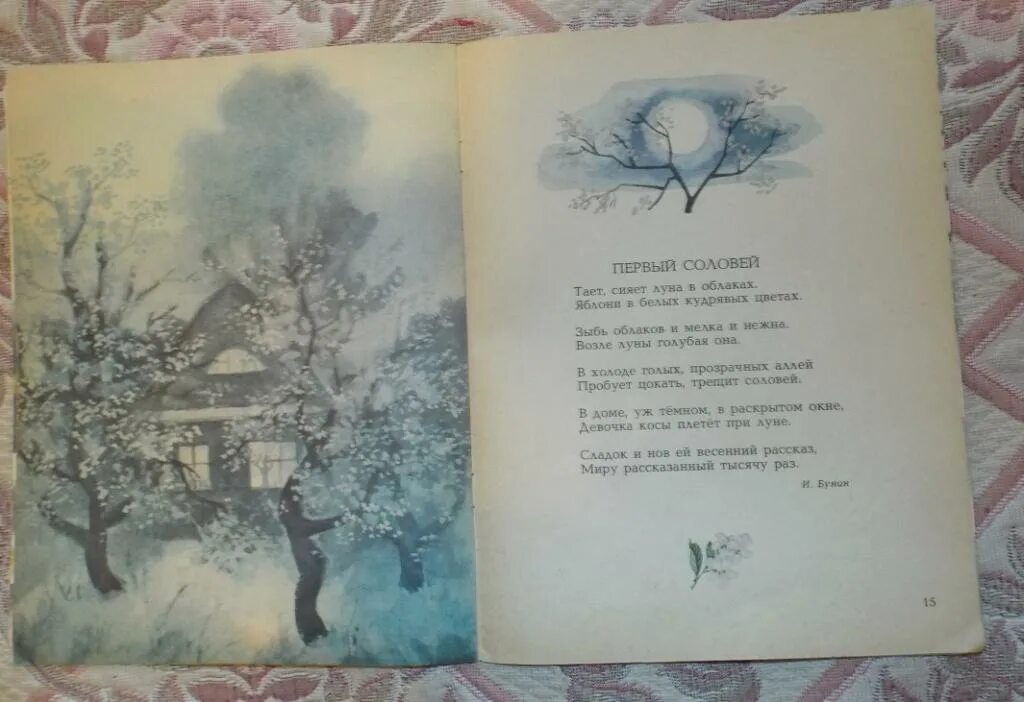 ПЕРВЫЙ СОЛОВЕЙ
Тает, сияет луна в облаках.
Яблони в белых кудрявых цветах.
Зыбь облаков и мелка и нежна.
Возле луны голубая она.
В холоде голых, прозрачных аллей
Пробует цокать, трещит соловей.
В доме, уж тёмном, в раскрытом окне,
Девочка косы плетёт при луне.
Сладок и нов ей весенний рассказ,
Миру рассказанный тысячу раз.
И. Бунин
15